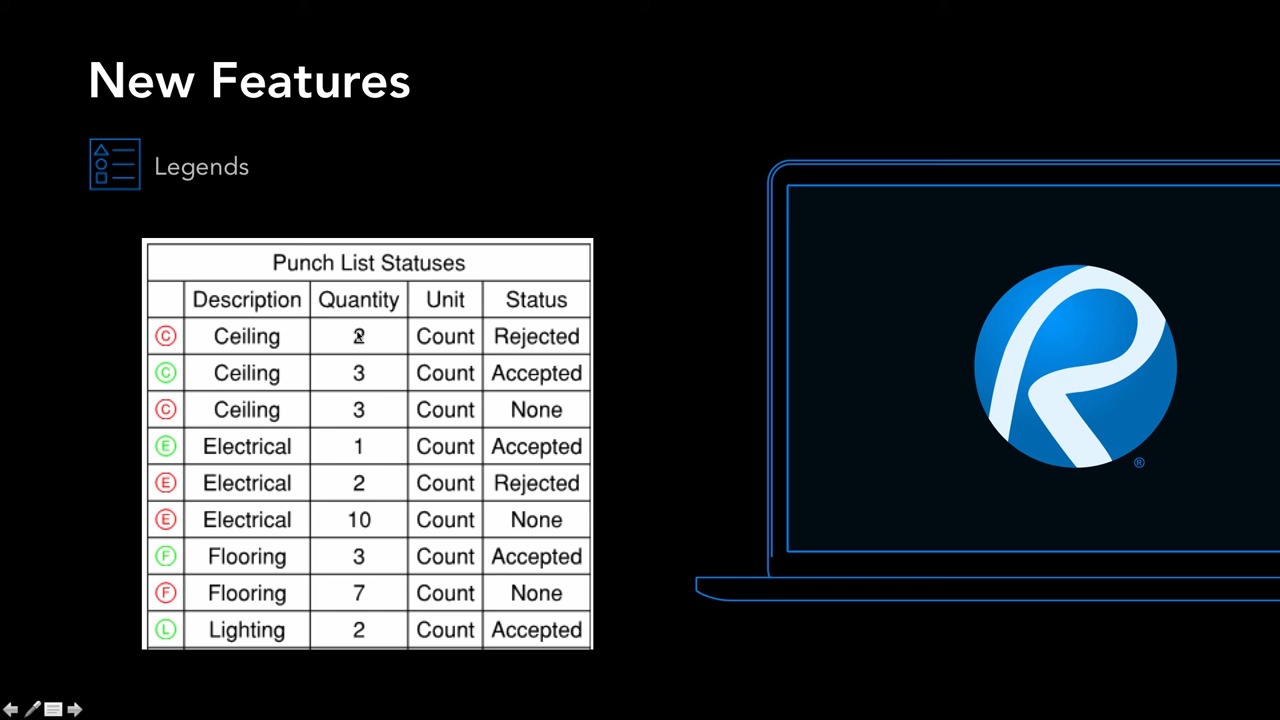 New Features
Legends
Punch List Statuses
Description Quantity Unit Status
C Ceiling 2 Count Rejected
C Ceiling 3 Count Accepted
C Ceiling 3 Count None
E Electrical 1 Count Accepted
E Electrical 2 Count Rejected
E Electrical 10 Count None
F Flooring 3 Count Accepted
F Flooring 7 Count None
L Lighting 2 Count Accepted
R
®